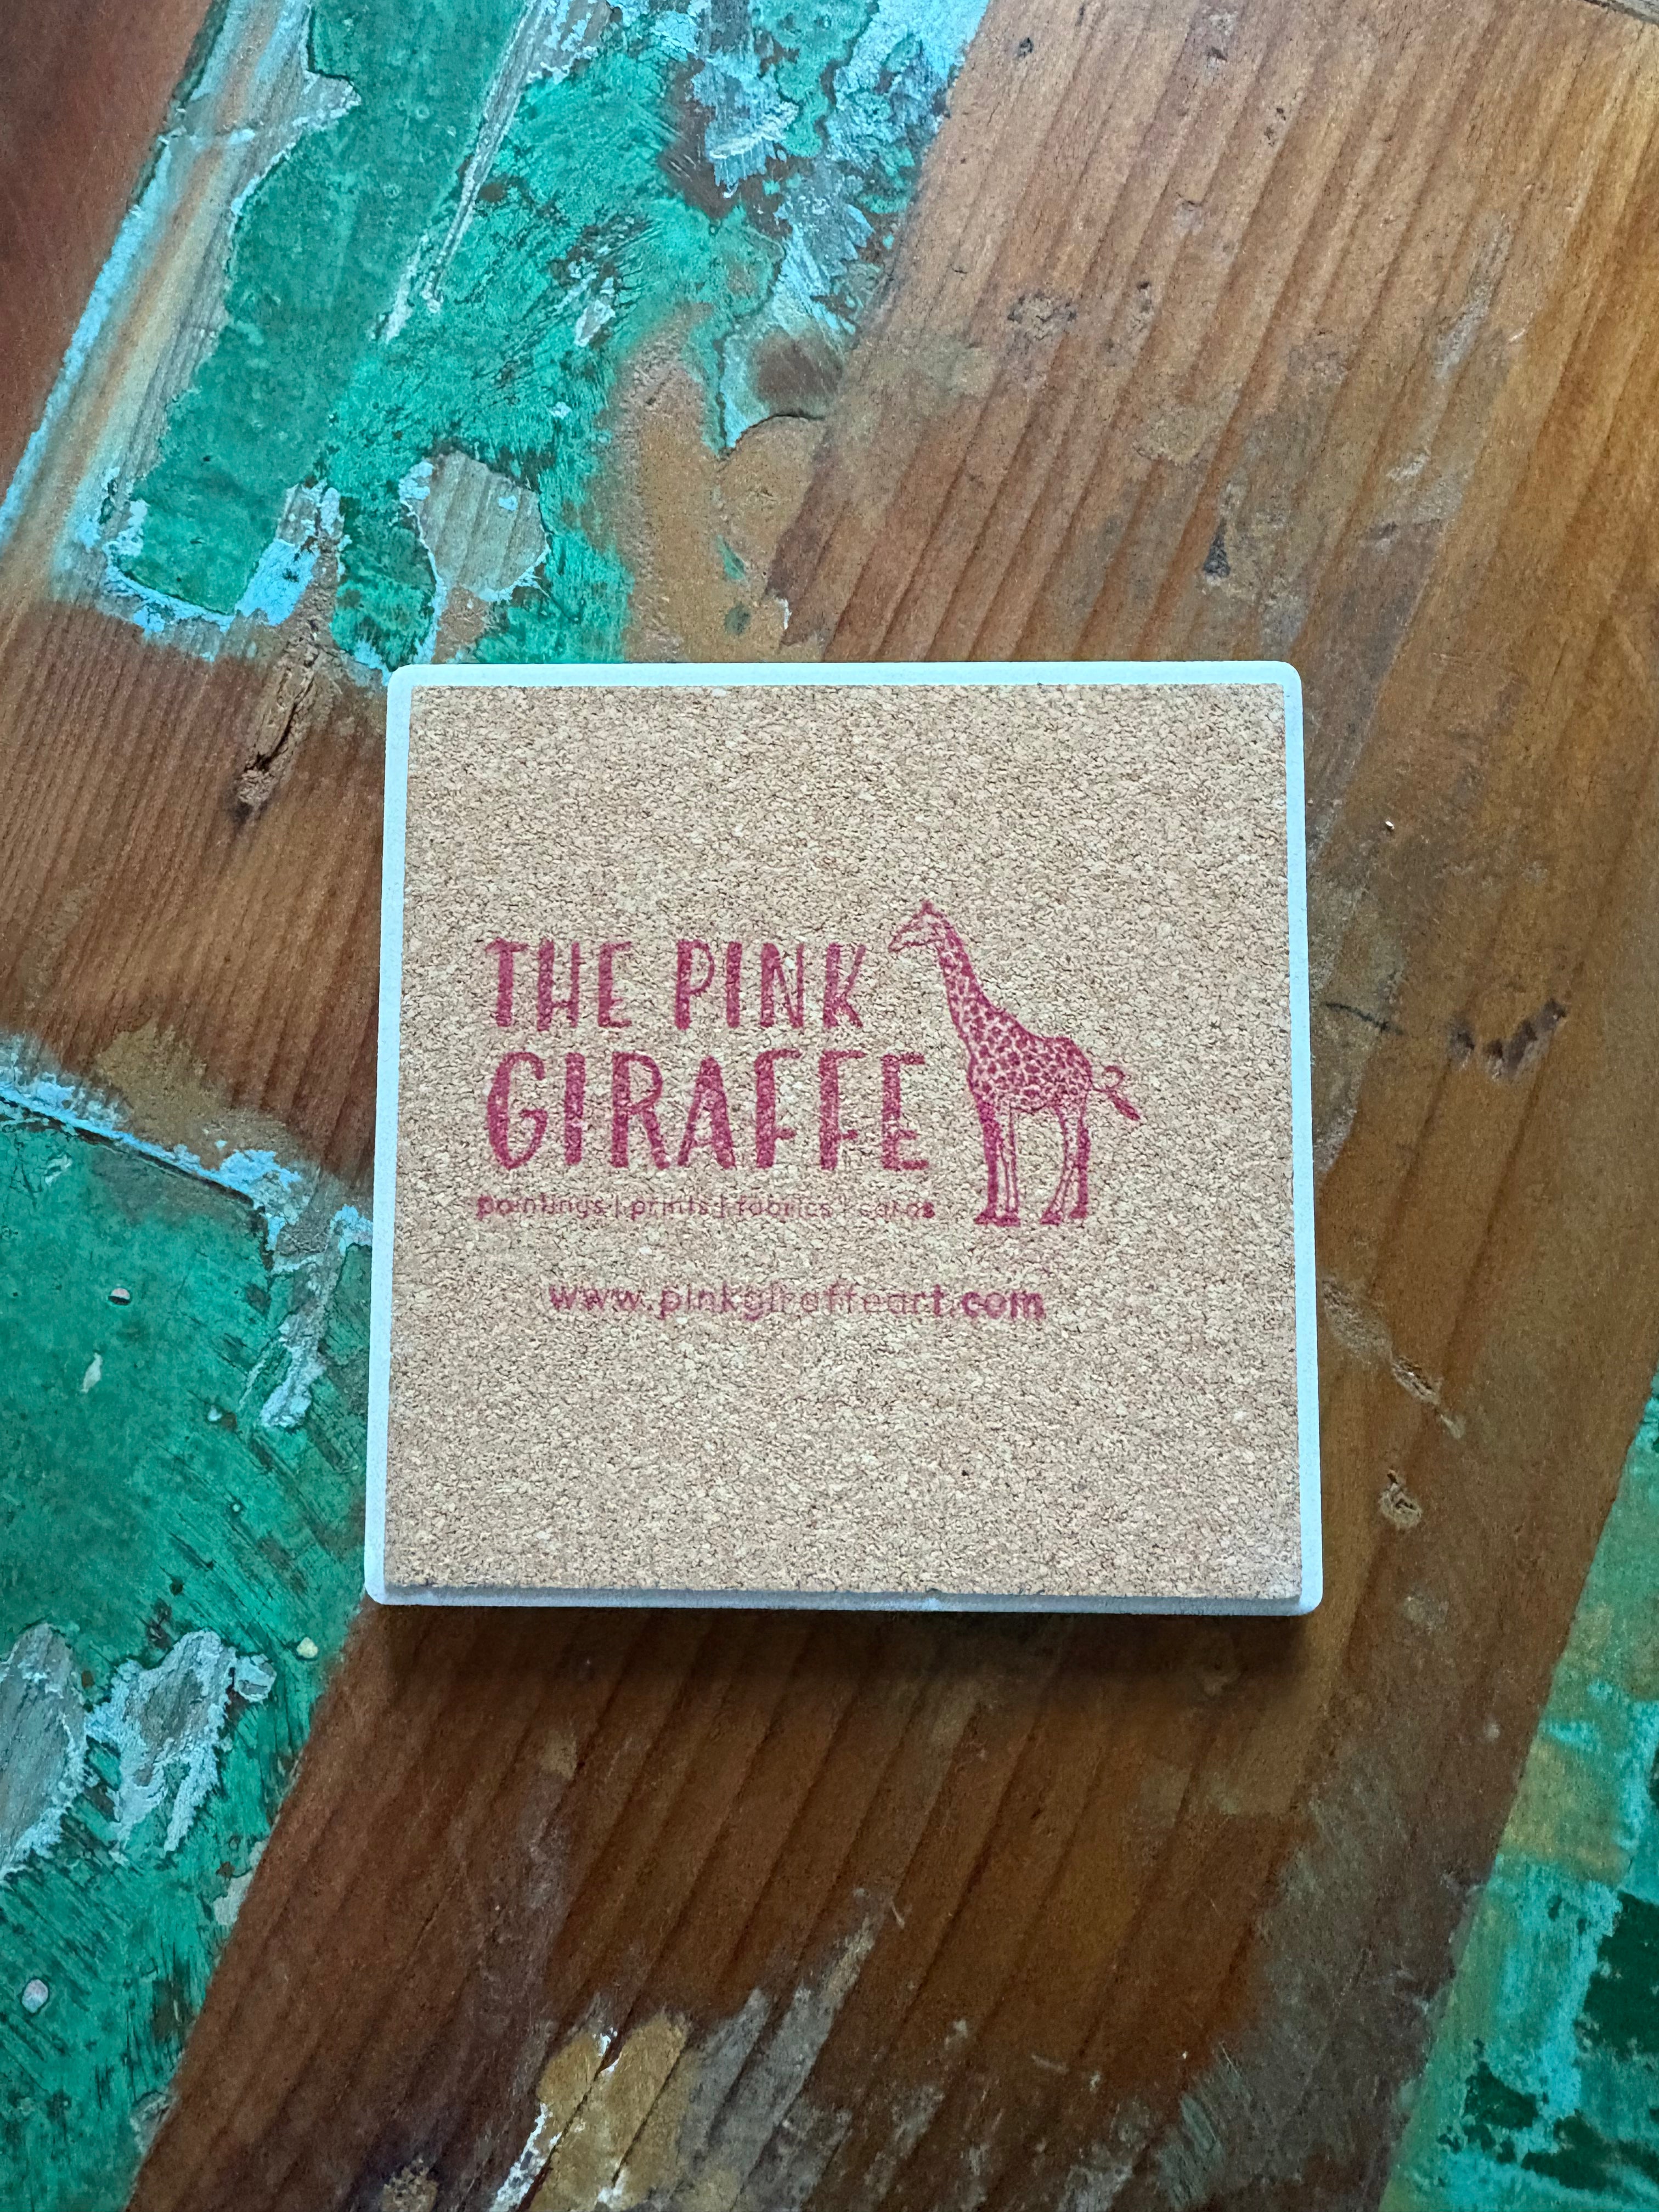 THE PINK
GIRAFFE
paintings | prints | fabrics | cards
www.pinkgiraffeart.com